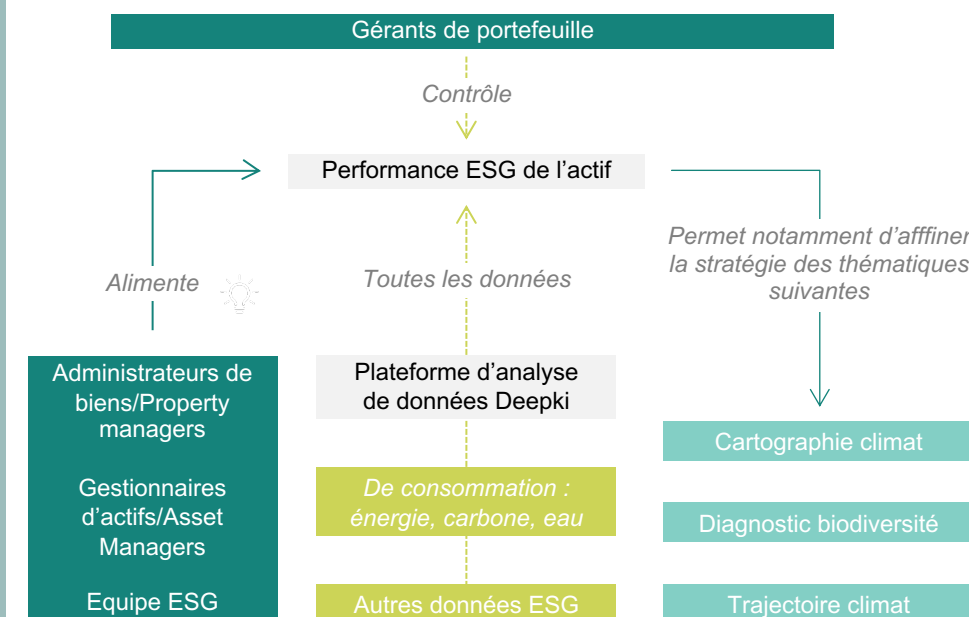 Gérants de portefeuille
Contrôle
Performance ESG de l'actif
Alimente
Toutes les données
Permet notamment d'afffiner
la stratégie des thématiques
suivantes
Administrateurs de
biens/Property
managers
Gestionnaires
d'actifs/Asset
Managers
Equipe ESG
Plateforme d'analyse
de données Deepki
De consommation :
énergie, carbone, eau
Autres données ESG
Cartographie climat
Diagnostic biodiversité
Trajectoire climat